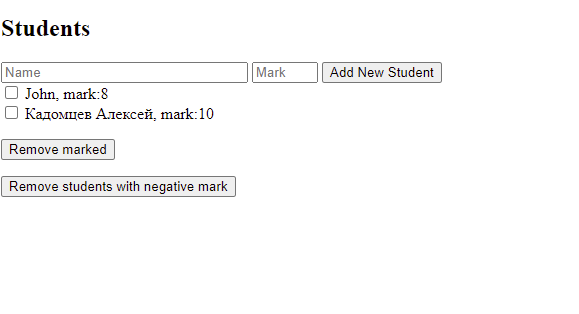 Students
Name Mark Add New Student
John, mark:8
Кадомцев Алексей, mark:10
Remove marked
Remove students with negative mark